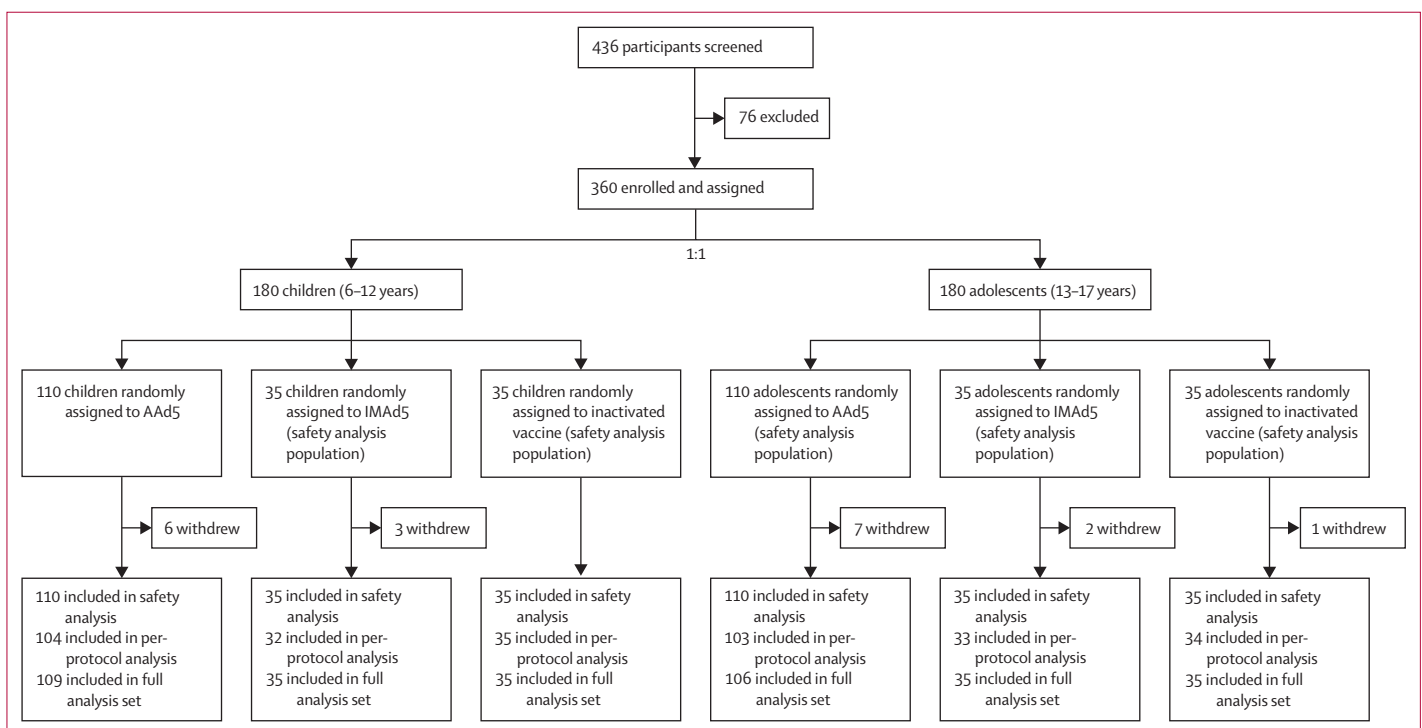 436 participants screened
76 excluded
360 enrolled and assigned
1:1
180 children (6–12 years)
180 adolescents (13–17 years)
110 children randomly
assigned to AAd5
35 children randomly
assigned to IMAd5
(safety analysis
population)
35 children randomly
assigned to inactivated
vaccine (safety analysis
population)
110 adolescents randomly
assigned to AAd5
(safety analysis
population)
35 adolescents randomly
assigned to IMAd5
(safety analysis
population)
35 adolescents randomly
assigned to inactivated
vaccine (safety analysis
population)
6 withdrew
3 withdrew
7 withdrew
2 withdrew
1 withdrew
110 included in safety
analysis
104 included in per-
protocol analysis
109 included in full
analysis set
35 included in safety
analysis
32 included in per-
protocol analysis
35 included in full
analysis set
35 included in safety
analysis
35 included in per-
protocol analysis
35 included in full
analysis set
110 included in safety
analysis
103 included in per-
protocol analysis
106 included in full
analysis set
35 included in safety
analysis
33 included in per-
protocol analysis
35 included in full
analysis set
35 included in safety
analysis
34 included in per-
protocol analysis
35 included in full
analysis set